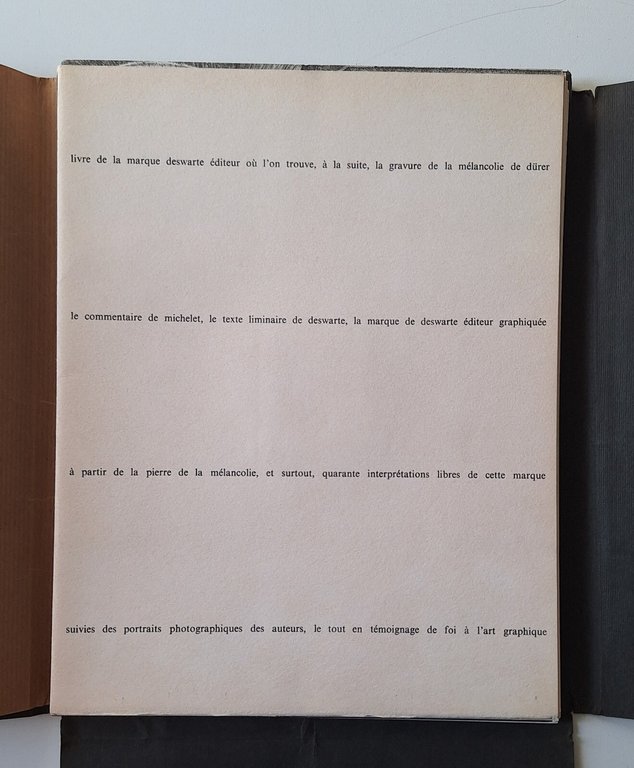 livre de la marque deswarte éditeur où l'on trouve, à la suite, la gravure de la mélancolie de dürer
le commentaire de michelet, le texte liminaire de deswarte, la marque de deswarte éditeur graphiquée
à partir de la pierre de la mélancolie, et surtout, quarante interprétations libres de cette marque
suivies des portraits photographiques des auteurs, le tout en témoignage de foi à l'art graphique